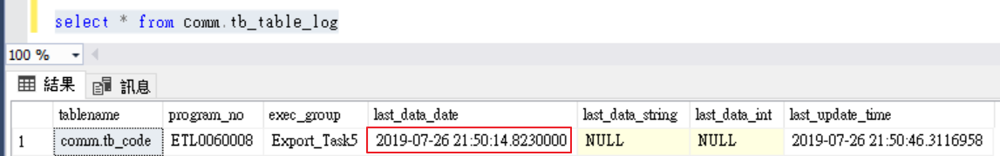 select * from comm.tb_table_log
100 %
結果 訊息
tablename program_no exec_group last_data_date last_data_string last_data_int last_update_time
1 comm.tb_code ETL0060008 Export_Task5 2019-07-26 21:50:14.8230000 NULL NULL 2019-07-26 21:50:46.3116958